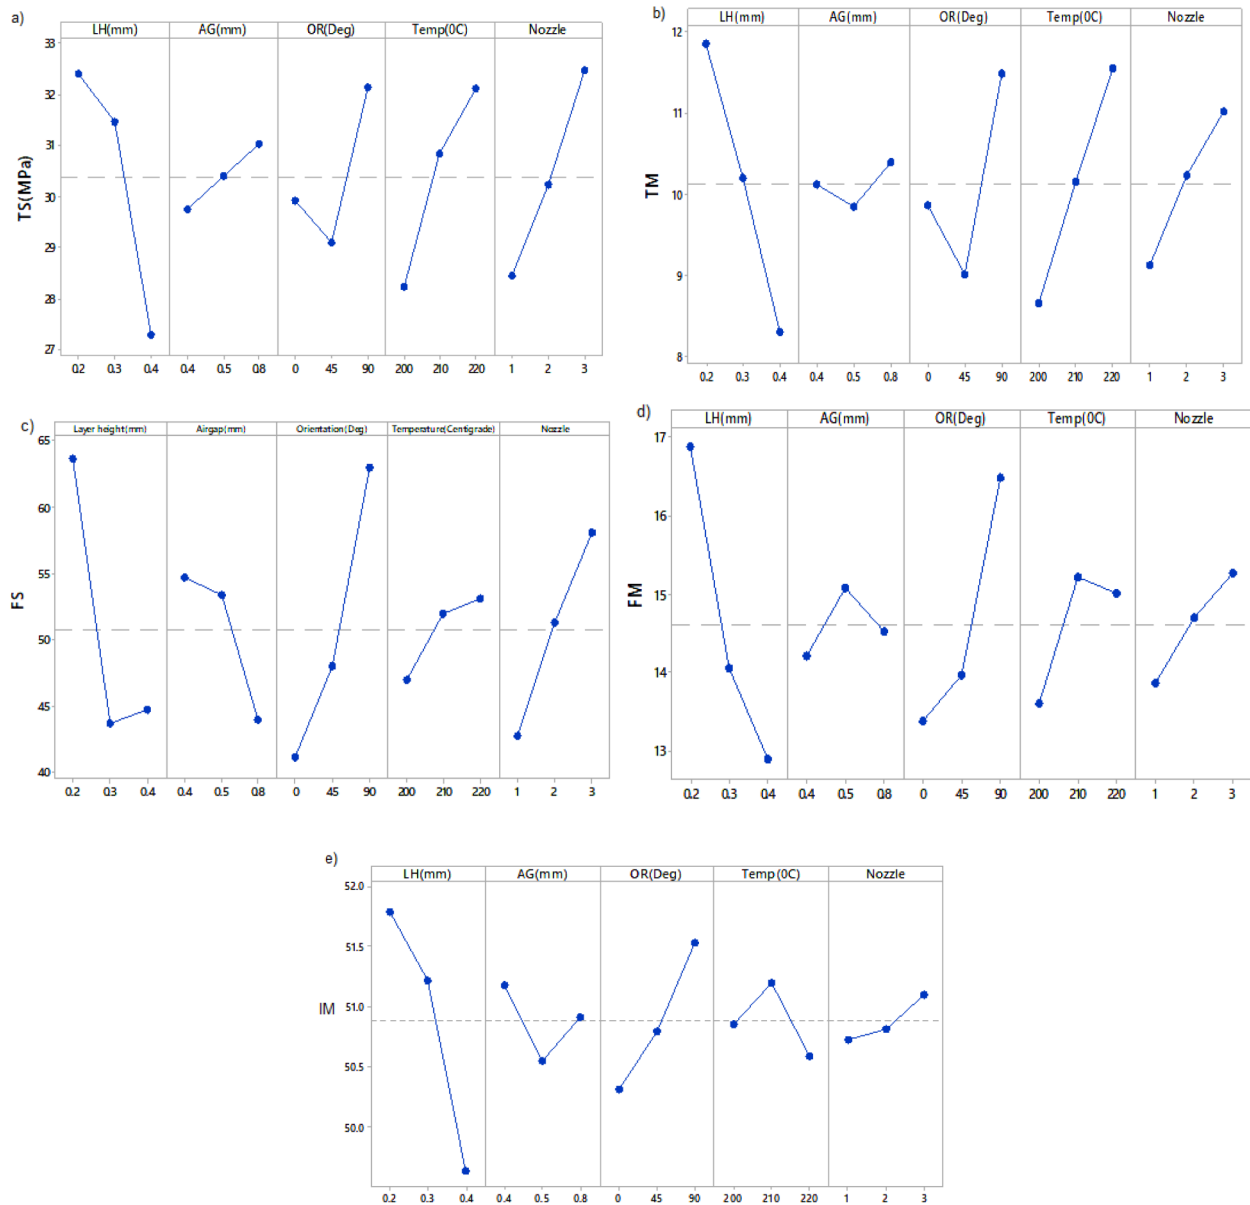 a)
LH(mm) AG(mm) OR(Deg) Temp(0C) Nozzle
33
32
31
30
29
28
27
TS(MPa)
0.2 0.3 0.4 0.4 0.5 0.8 0 45 90 200 210 220 1 2 3
b)
LH(mm) AG(mm) OR(Deg) Temp(0C) Nozzle
12
11
10
9
8
TM
0.2 0.3 0.4 0.4 0.5 0.8 0 45 90 200 210 220 1 2 3
c)
Layer height(mm) Airgap(mm) Orientation(Deg) Temperature(Centigrade) Nozzle
65
60
55
50
45
40
FS
0.2 0.3 0.4 0.4 0.5 0.8 0 45 90 200 210 220 1 2 3
d)
LH(mm) AG(mm) OR(Deg) Temp(0C) Nozzle
17
16
15
14
13
FM
0.2 0.3 0.4 0.4 0.5 0.8 0 45 90 200 210 220 1 2 3
e)
LH(mm) AG(mm) OR(Deg) Temp(0C) Nozzle
52.0
51.5
51.0
50.5
50.0
IM
0.2 0.3 0.4 0.4 0.5 0.8 0 45 90 200 210 220 1 2 3